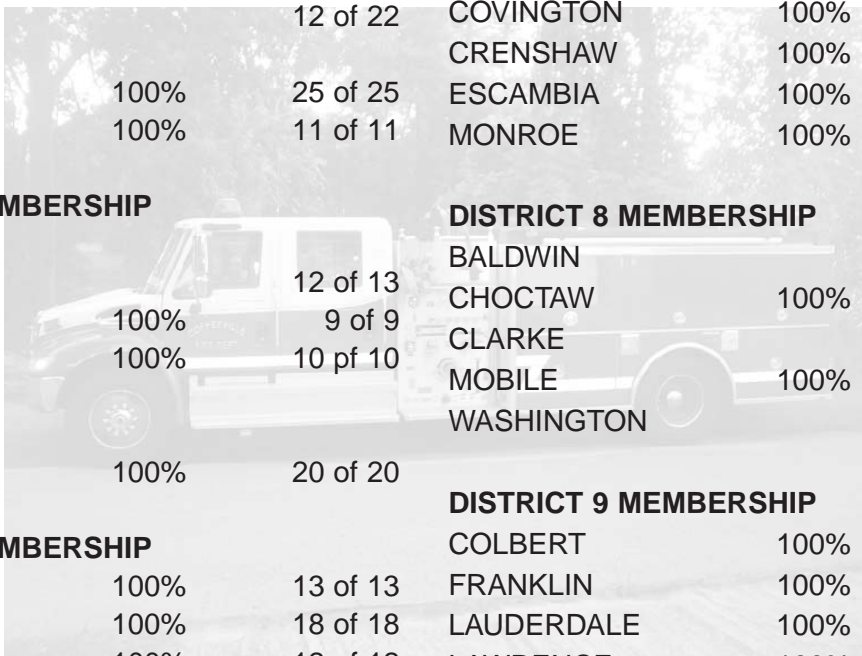 12 of 22
100% 25 of 25
100% 11 of 11
MBERSHIP
12 of 13
100% 9 of 9
100% 10 pf 10
100% 20 of 20
MBERSHIP
100% 13 of 13
100% 18 of 18
COVINGTON 100%
CRENSHAW 100%
ESCAMBIA 100%
MONROE 100%
DISTRICT 8 MEMBERSHIP
BALDWIN
CHOCTAW 100%
CLARKE
MOBILE 100%
WASHINGTON
DISTRICT 9 MEMBERSHIP
COLBERT 100%
FRANKLIN 100%
LAUDERDALE 100%